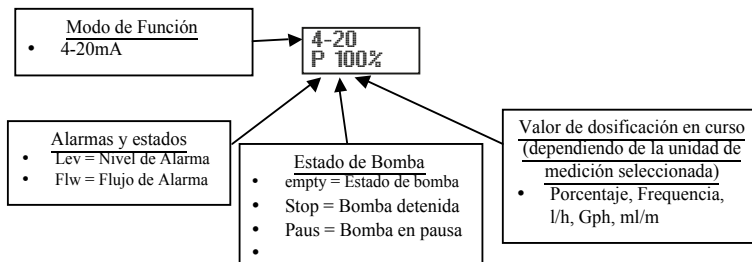 Modo de Función
• 4-20mA
4-20
P 100%
Alarmas y estados
• Lev = Nivel de Alarma
• Flw = Flujo de Alarma
Estado de Bomba
• empty = Estado de bomba
• Stop = Bomba detenida
• Paus = Bomba en pausa
•
Valor de dosificación en curso
(dependiendo de la unidad de
medición seleccionada)
• Porcentaje, Frequencia,
l/h, Gph, ml/m